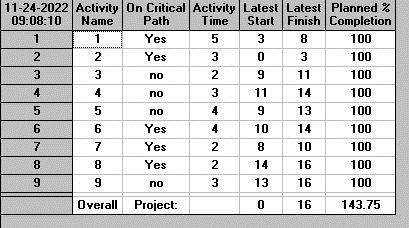 11-24-2022 Activity On Critical Activity Latest Latest Planned %
09:08:10 Name Path Time Start Finish Completion
1 1 Yes 5 3 8 100
2 2 Yes 3 0 3 100
3 3 no 2 9 11 100
4 4 no 3 11 14 100
5 5 no 4 9 13 100
6 6 Yes 4 10 14 100
7 7 Yes 2 8 10 100
8 8 Yes 2 14 16 100
9 9 no 3 13 16 100
Overall Project: 0 16 143.75